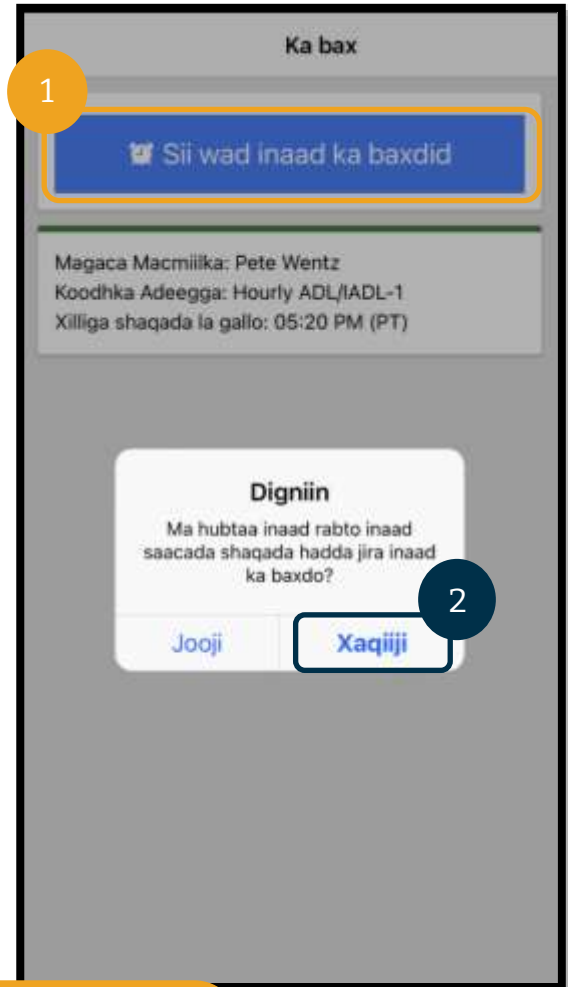 Ka bax
1
Sii wad inaad ka baxdid
Magaca Macmiilka: Pete Wentz
Koodhka Adeegga: Hourly ADL/IADL-1
Xilliga shaqada la gallo: 05:20 PM (PT)
Digniin
Ma hubtaa inaad rabto inaad
saacada shaqada hadda jira inaad
ka baxdo?
2
Jooji
Xaqiiji